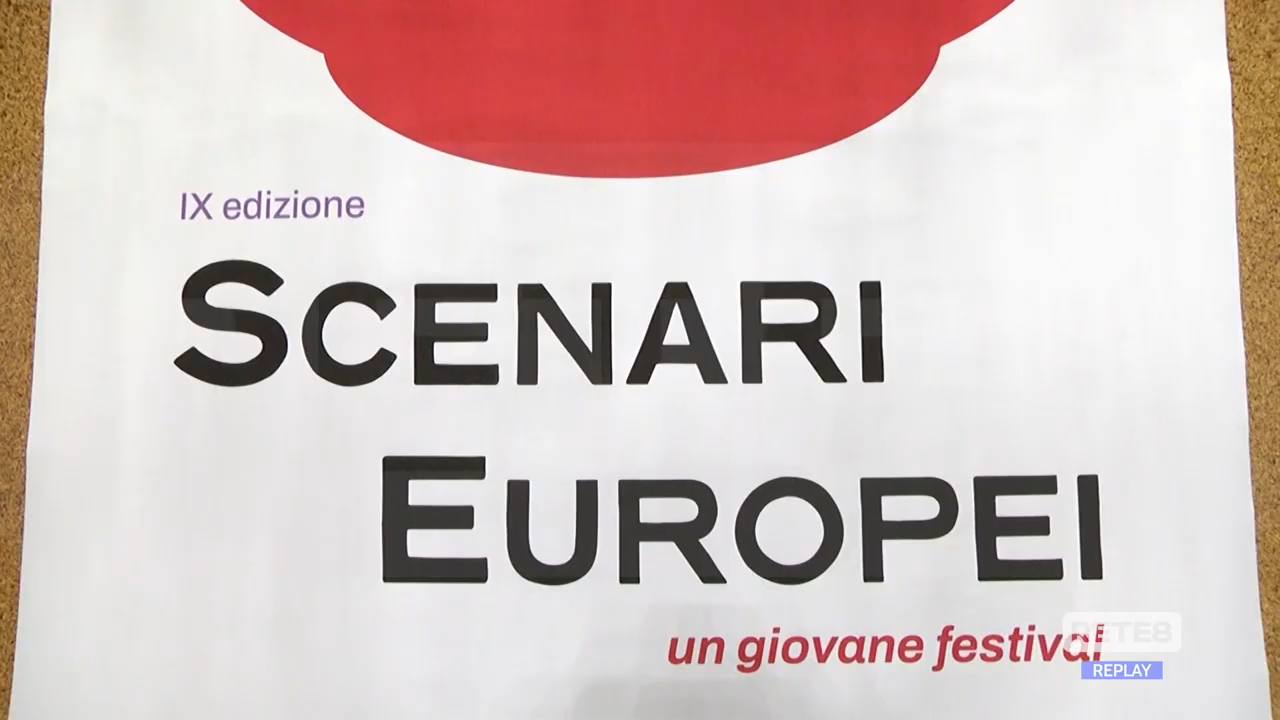 IX edizione
SCENARI
EUROPEI
un giovane festival
RETE8
REPLAY